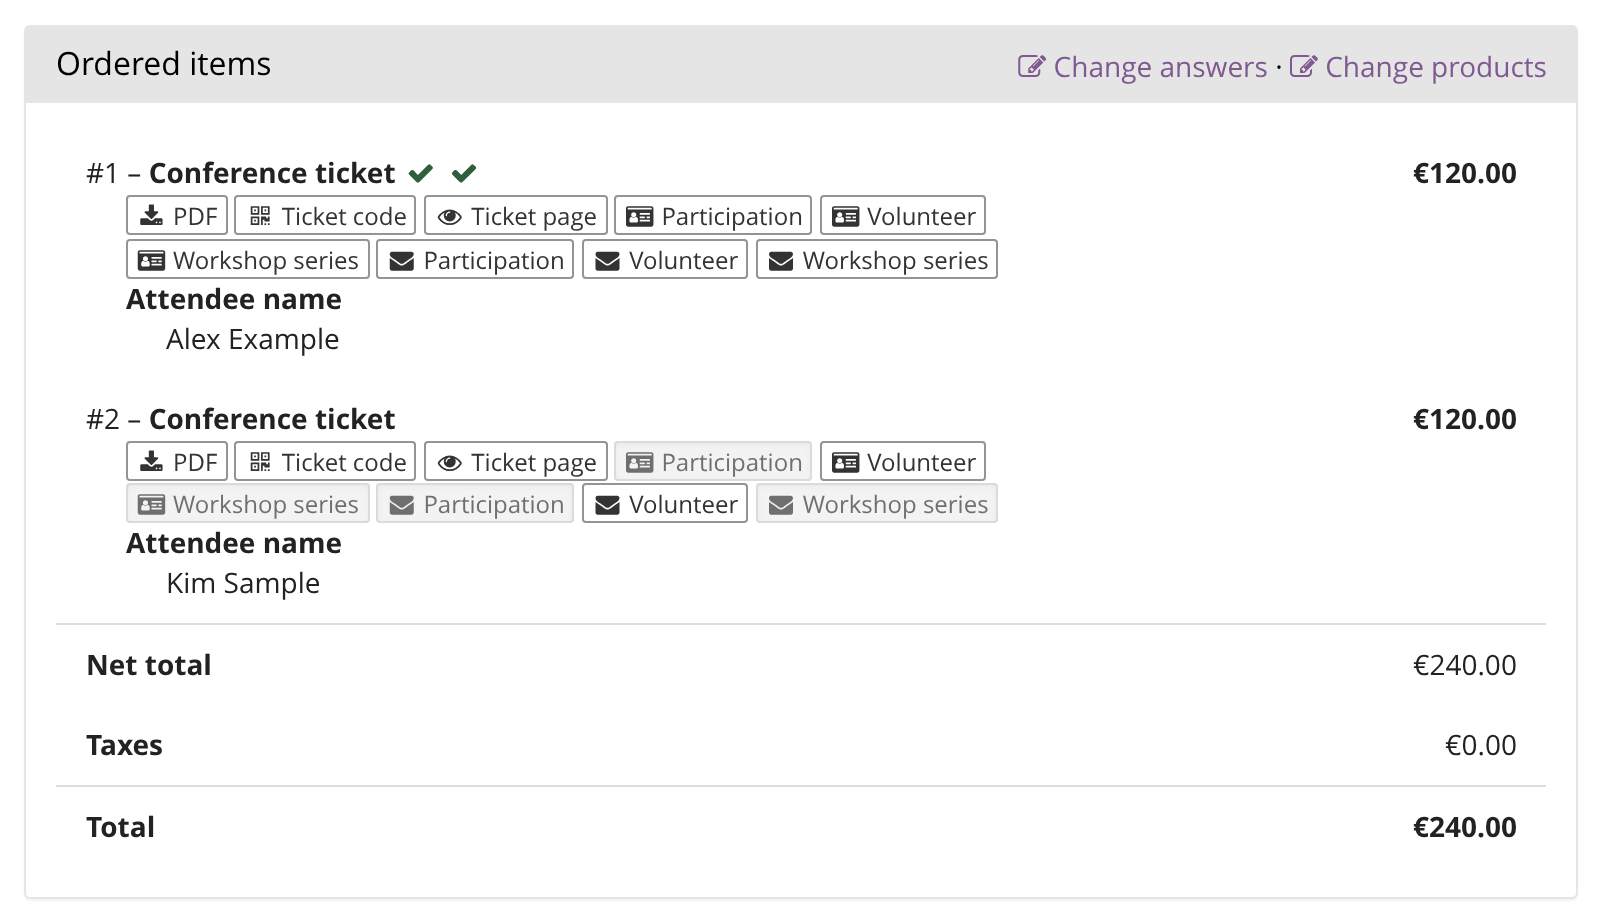 Ordered items Change answers · Change products
#1 – Conference ticket €120.00
PDF Ticket code Ticket page Participation Volunteer
Workshop series Participation Volunteer Workshop series
Attendee name
Alex Example
#2 – Conference ticket €120.00
PDF Ticket code Ticket page Participation Volunteer
Workshop series Participation Volunteer Workshop series
Attendee name
Kim Sample
Net total €240.00
Taxes €0.00
Total €240.00